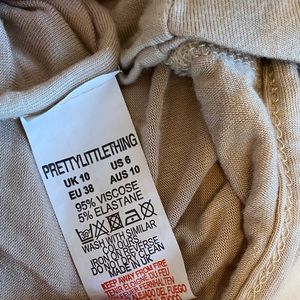 PRETTYLITTLETHING
UK 10 US 6
EU 38 AUS 10
95% VISCOSE
5% ELASTANE
WASH WITH SIMILAR
COLOURS
IRON ON REVERSE
DO NOT DRY CLEAN
MADE IN UK
KEEP AWAY FROM FIRE